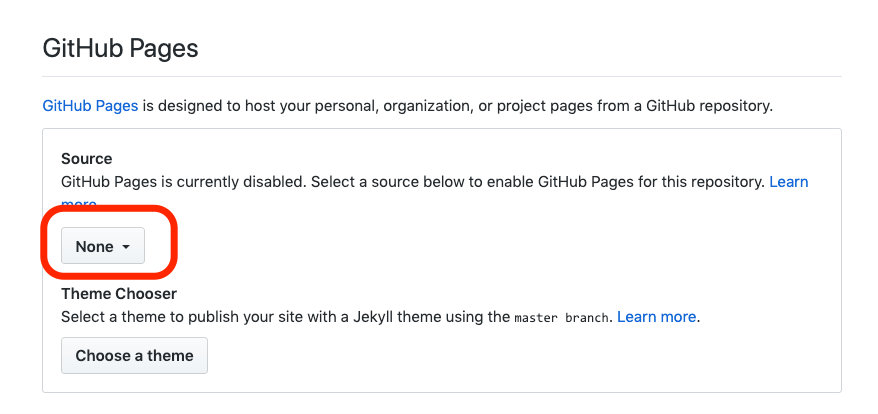 GitHub Pages
GitHub Pages is designed to host your personal, organization, or project pages from a GitHub repository.
Source
GitHub Pages is currently disabled. Select a source below to enable GitHub Pages for this repository. Learn
more.
None
Theme Chooser
Select a theme to publish your site with a Jekyll theme using the master branch. Learn more.
Choose a theme